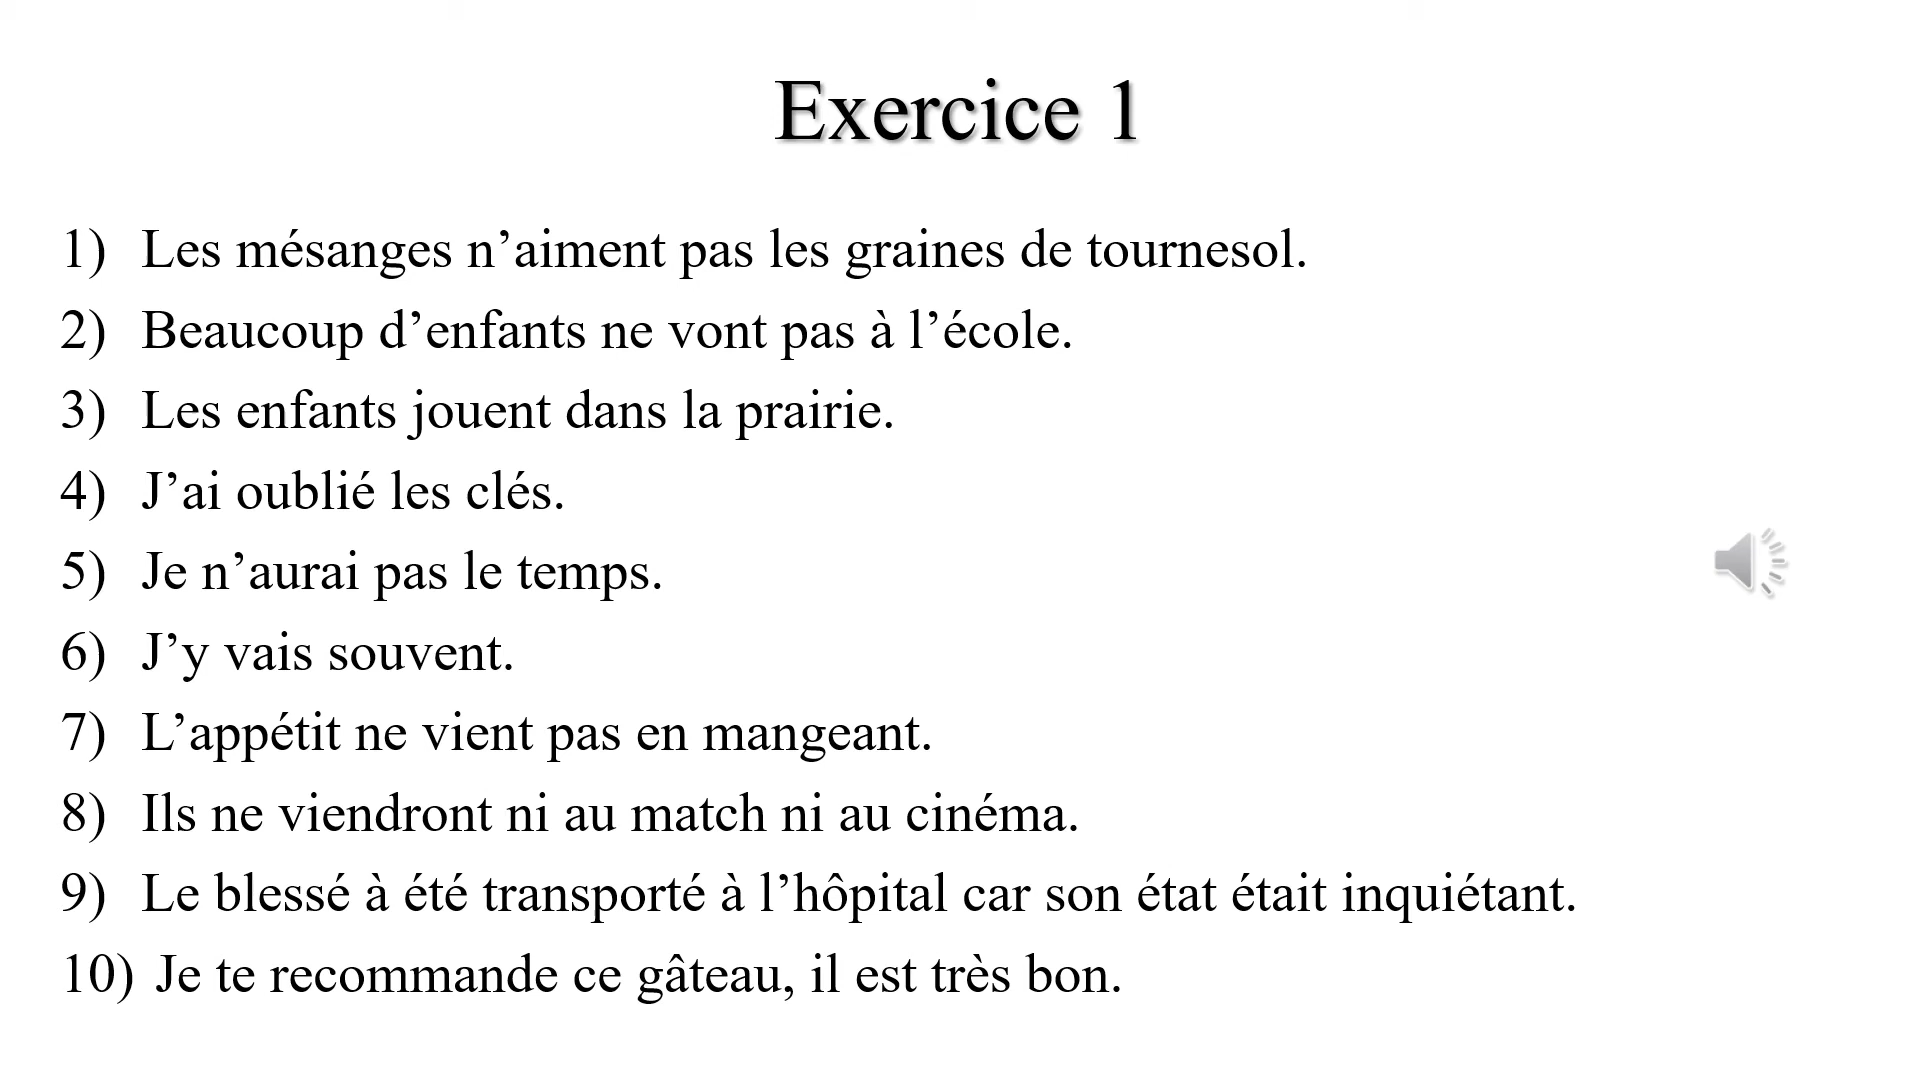 Exercice 1
1) Les mésanges n’aiment pas les graines de tournesol.
2) Beaucoup d’enfants ne vont pas à l’école.
3) Les enfants jouent dans la prairie.
4) J’ai oublié les clés.
5) Je n’aurai pas le temps.
6) J’y vais souvent.
7) L’appétit ne vient pas en mangeant.
8) Ils ne viendront ni au match ni au cinéma.
9) Le blessé à été transporté à l’hôpital car son état était inquiétant.
10) Je te recommande ce gâteau, il est très bon.